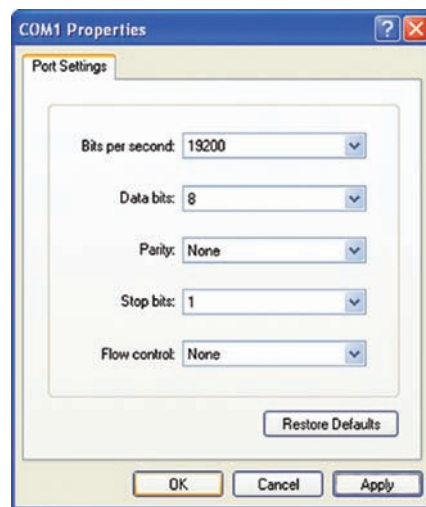 COM1 Properties
Port Settings
Bits per second: 19200
Data bits: 8
Parity: None
Stop bits: 1
Flow control: None
Restore Defaults
OK Cancel Apply